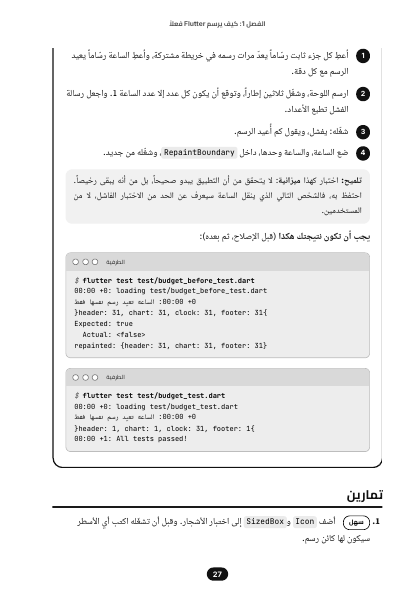 الفصل 1: كيف يرسم Flutter فعلاً
1 أعطِ كل جزء ثابت رسّاماً يعدّ مرات رسمه في خريطة مشتركة، وأعطِ الساعة رسّاماً يعيد
الرسم مع كل دقة.
2 ارسم اللوحة، وشغّل ثلاثين إطاراً، وتوقع أن يكون كل عدد إلا عدد الساعة 1. واجعل رسالة
الفشل تطبع الأعداد.
3 شغّله: يفشل، ويقول كم أُعيد الرسم.
4 ضع الساعة، والساعة وحدها، داخل RepaintBoundary، وشغّله من جديد.
تلميح: اختبار كهذا ميزانية: لا يتحقق من أن التطبيق يبدو صحيحاً، بل من أنه يبقى رخيصاً.
احتفظ به، فالشخص التالي الذي ينقل الساعة سيعرف عن الحد من الاختبار الفاشل، لا من
المستخدمين.
يجب أن تكون نتيجتك هكذا (قبل الإصلاح، ثم بعده):
الطرفية
$ flutter test test/budget_before_test.dart
00:00 +0: loading test/budget_before_test.dart
00:00 +0: الساعة تعيد رسم نفسها فقط
}header: 31, chart: 31, clock: 31, footer: 31{
Expected: true
Actual: <false>
repainted: {header: 31, chart: 31, clock: 31, footer: 31}
الطرفية
$ flutter test test/budget_test.dart
00:00 +0: loading test/budget_test.dart
00:00 +0: الساعة تعيد رسم نفسها فقط
}header: 1, chart: 1, clock: 31, footer: 1{
00:00 +1: All tests passed!
تمارين
1. سهل أضف Icon و SizedBox إلى اختبار الأشجار. وقبل أن تشغّله اكتب أي الأسطر
سيكون لها كائن رسم.
27